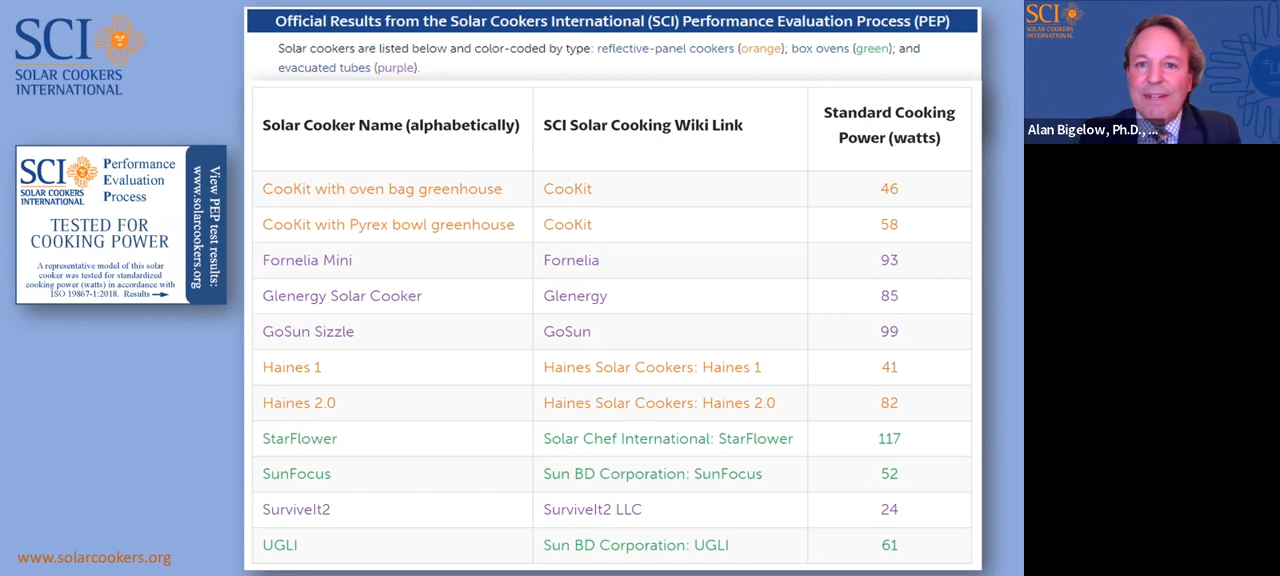 SCI
SOLAR COOKERS
INTERNATIONAL
SCI
SOLAR COOKERS
INTERNATIONAL
Performance
Evaluation
Process
TESTED FOR
COOKING POWER
A representative model of this solar
cooker was tested for standardized
cooking power (watts) in accordance with
ISO 19867-1:2018. Results
View PEP test results:
www.solarcookers.org
www.solarcookers.org
Official Results from the Solar Cookers International (SCI) Performance Evaluation Process (PEP)
Solar cookers are listed below and color-coded by type: reflective-panel cookers (orange); box ovens (green); and
evacuated tubes (purple).
Solar Cooker Name (alphabetically) SCI Solar Cooking Wiki Link Standard Cooking
Power (watts)
CooKit with oven bag greenhouse CooKit 46
CooKit with Pyrex bowl greenhouse CooKit 58
Fornelia Mini Fornelia 93
Glenergy Solar Cooker Glenergy 85
GoSun Sizzle GoSun 99
Haines 1 Haines Solar Cookers: Haines 1 41
Haines 2.0 Haines Solar Cookers: Haines 2.0 82
StarFlower Solar Chef International: StarFlower 117
SunFocus Sun BD Corporation: SunFocus 52
SurviveIt2 SurviveIt2 LLC 24
UGLI Sun BD Corporation: UGLI 61
SCI
SOLAR COOKERS
INTERNATIONAL
Alan Bigelow, Ph.D., ...